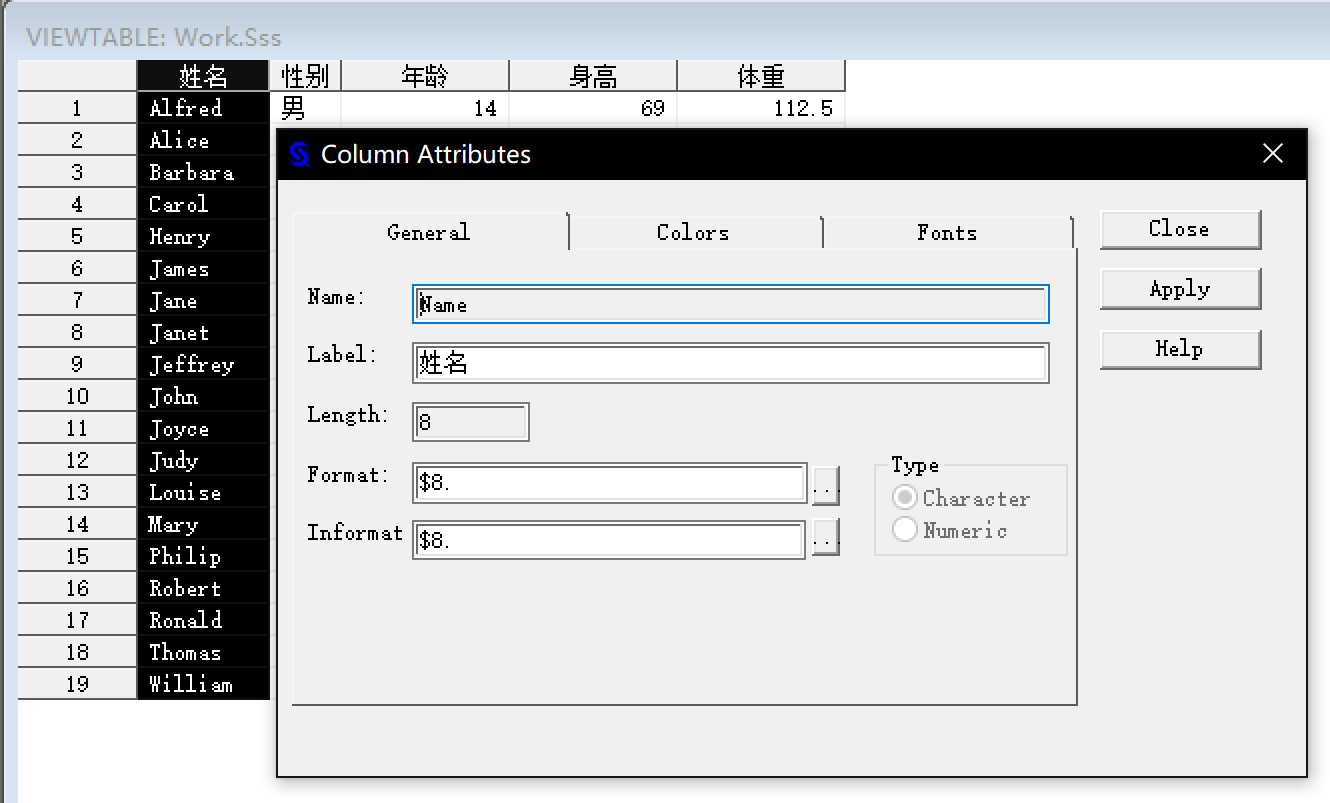 VIEWTABLE: Work.Sss
姓名 性别 年龄 身高 体重
1 Alfred 男 14 69 112.5
2 Alice
3 Barbara
4 Carol
5 Henry
6 James
7 Jane
8 Janet
9 Jeffrey
10 John
11 Joyce
12 Judy
13 Louise
14 Mary
15 Philip
16 Robert
17 Ronald
18 Thomas
19 William
Column Attributes
General Colors Fonts
Name: Name
Label: 姓名
Length: 8
Format: $8. ...
Informat $8. ...
Type
Character
Numeric
Close
Apply
Help